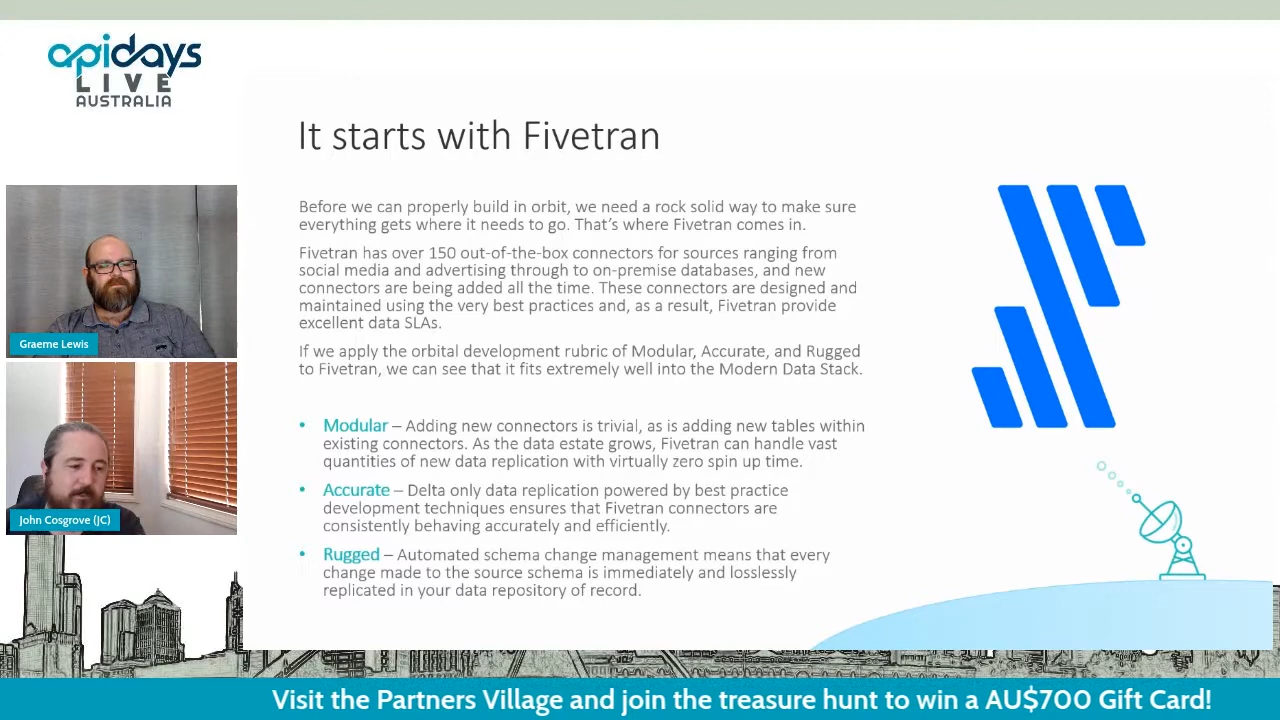 apidays
LIVE
AUSTRALIA
It starts with Fivetran
Before we can properly build in orbit, we need a rock solid way to make sure
everything gets where it needs to go. That's where Fivetran comes in.
Fivetran has over 150 out-of-the-box connectors for sources ranging from
social media and advertising through to on-premise databases, and new
connectors are being added all the time. These connectors are designed and
maintained using the very best practices and, as a result, Fivetran provide
excellent data SLAs.
If we apply the orbital development rubric of Modular, Accurate, and Rugged
to Fivetran, we can see that it fits extremely well into the Modern Data Stack.
• Modular – Adding new connectors is trivial, as is adding new tables within
existing connectors. As the data estate grows, Fivetran can handle vast
quantities of new data replication with virtually zero spin up time.
• Accurate – Delta only data replication powered by best practice
development techniques ensures that Fivetran connectors are
consistently behaving accurately and efficiently.
• Rugged – Automated schema change management means that every
change made to the source schema is immediately and losslessly
replicated in your data repository of record.
Graeme Lewis
John Cosgrove (JC)
Visit the Partners Village and join the treasure hunt to win a AU$700 Gift Card!